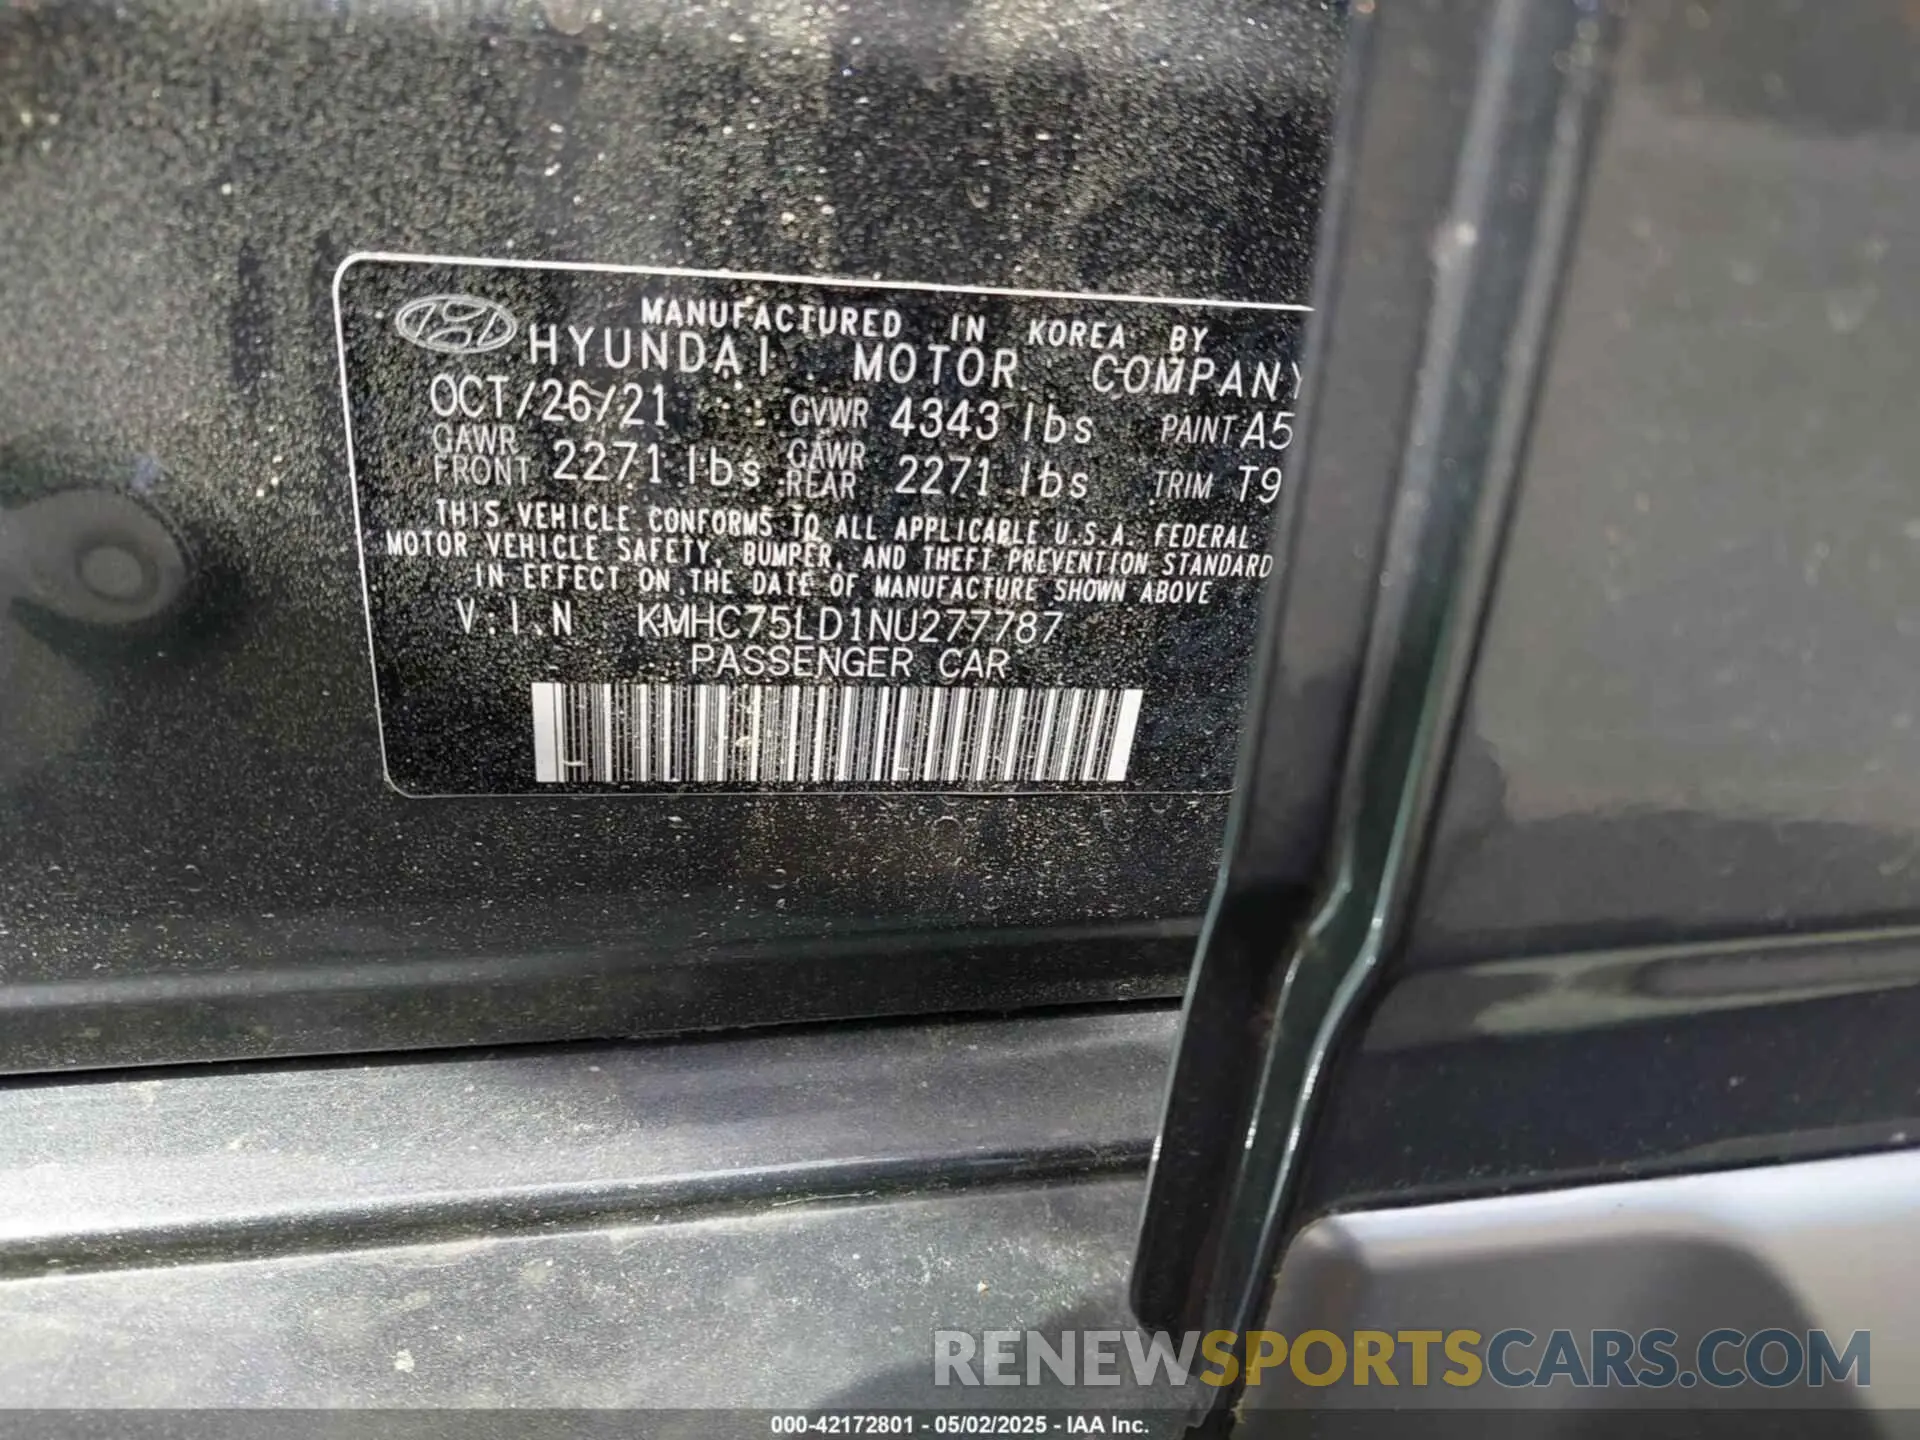 MANUFACTURED IN KOREA BY
HYUNDAI MOTOR COMPANY
OCT/26/21 GVWR 4343 lbs PAINT A5
GAWR FRONT 2271 lbs GAWR REAR 2271 lbs TRIM T9
THIS VEHICLE CONFORMS TO ALL APPLICABLE U.S.A. FEDERAL
MOTOR VEHICLE SAFETY, BUMPER, AND THEFT PREVENTION STANDARD
IN EFFECT ON THE DATE OF MANUFACTURE SHOWN ABOVE
V.I.N KMHC75LD1NU277787
PASSENGER CAR
RENEWSPORTSCARS.COM
000-42172801 - 05/02/2025 - IAA Inc.